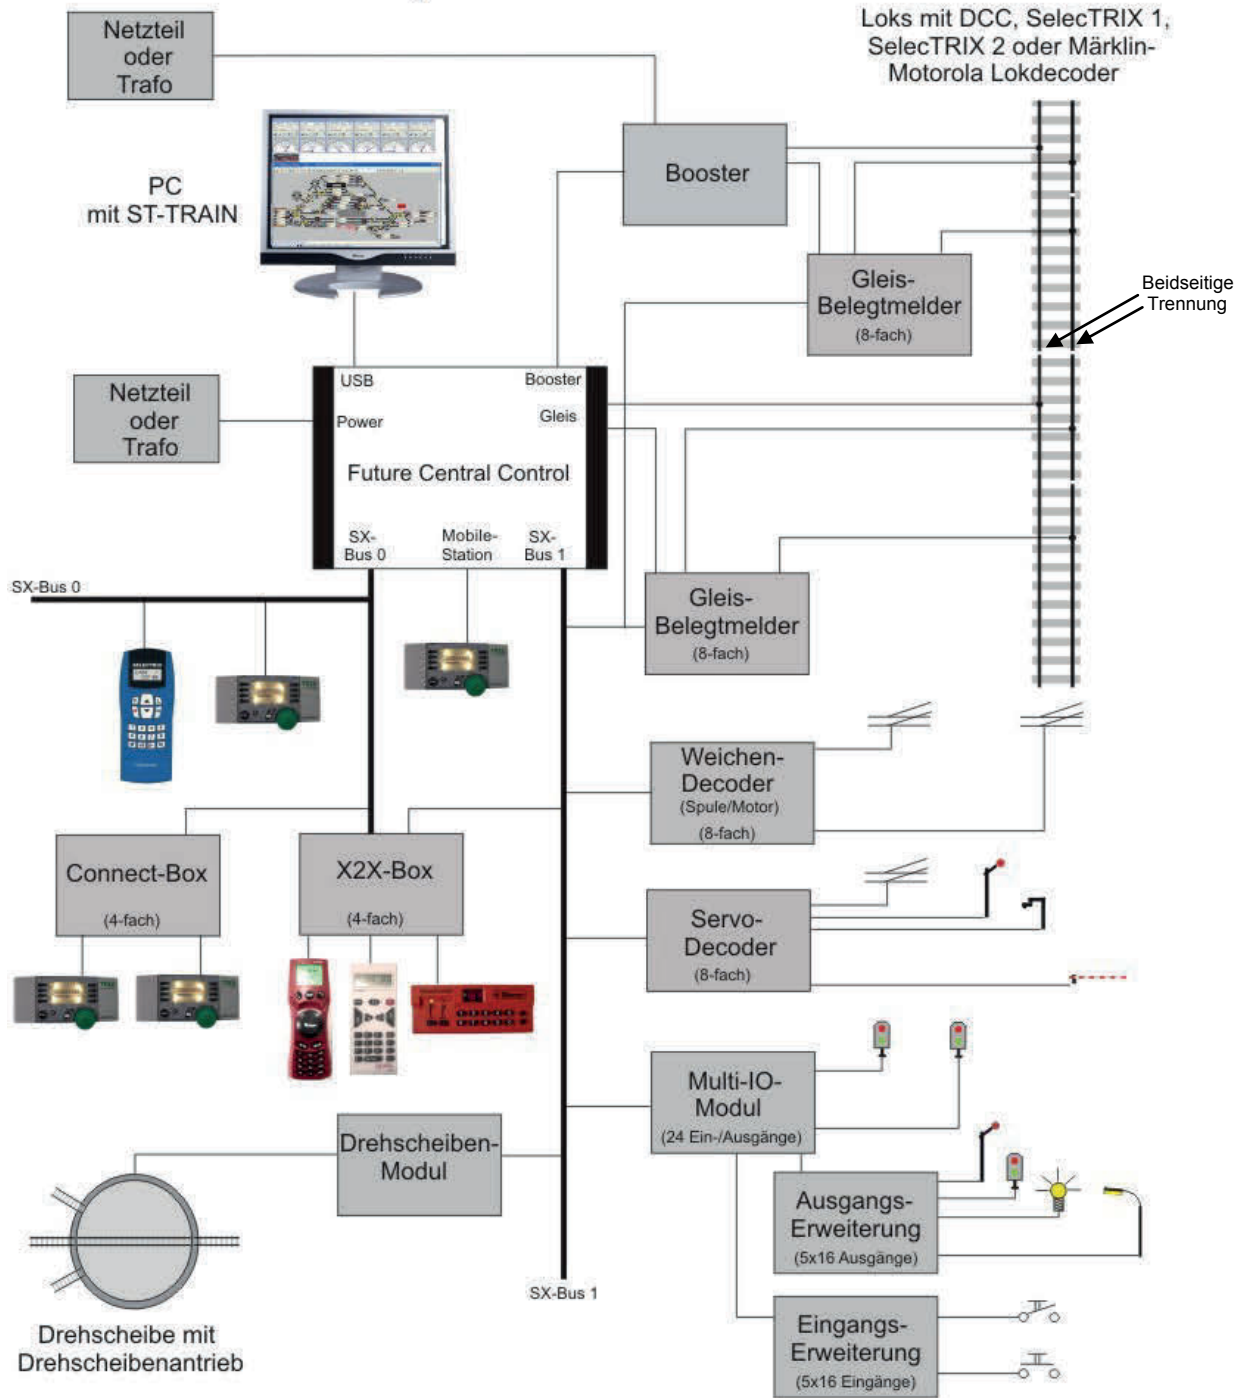 Loks mit DCC, SelecTRIX 1,
SelecTRIX 2 oder Märklin-
Motorola Lokdecoder
Netzteil
oder
Trafo
PC
mit ST-TRAIN
Booster
Gleis-
Belegtmelder
(8-fach)
Beidseitige
Trennung
Netzteil
oder
Trafo
USB
Booster
Power
Gleis
Future Central Control
SX-
Bus 0
Mobile-
Station
SX-
Bus 1
SX-Bus 0
Gleis-
Belegtmelder
(8-fach)
SELECTRIX
Weichen-
Decoder
(Spule/Motor)
(8-fach)
Connect-Box
(4-fach)
X2X-Box
(4-fach)
Servo-
Decoder
(8-fach)
Multi-IO-
Modul
(24 Ein-/Ausgänge)
Drehscheiben-
Modul
Ausgangs-
Erweiterung
(5x16 Ausgänge)
SX-Bus 1
Eingangs-
Erweiterung
(5x16 Eingänge)
Drehscheibe mit
Drehscheibenantrieb